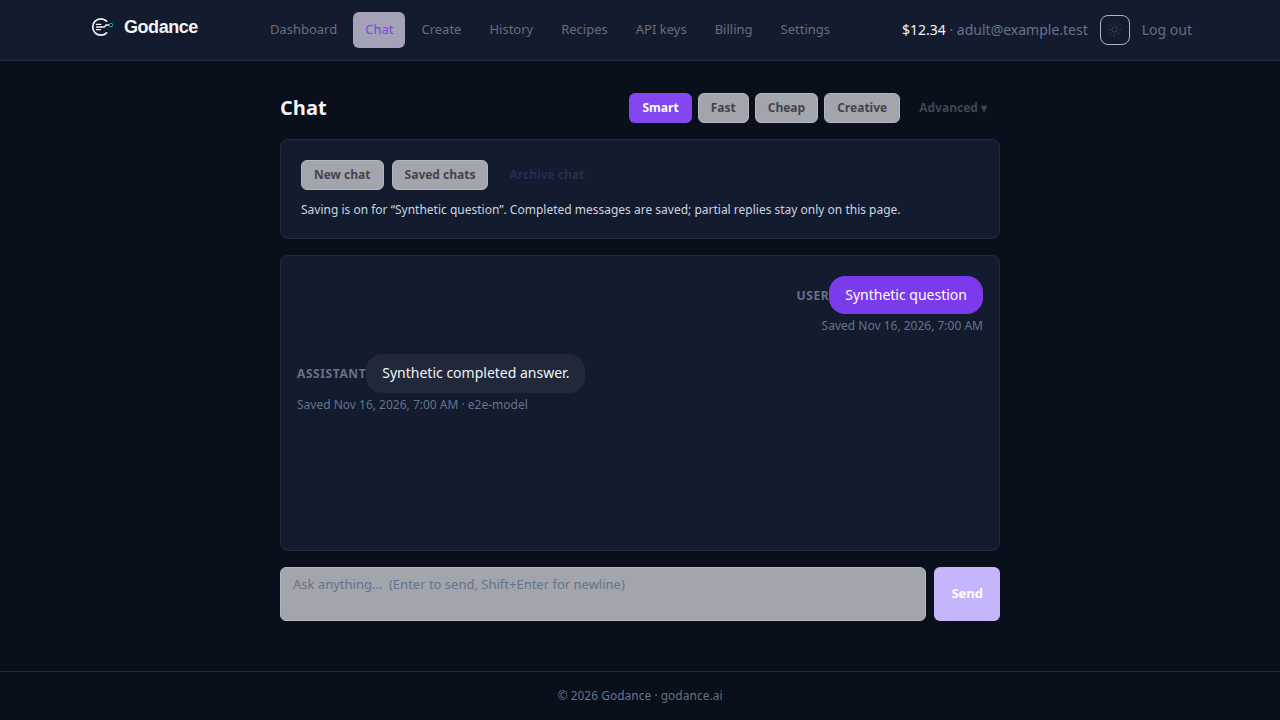 Godance
Dashboard Chat Create History Recipes API keys Billing Settings
$12.34 · adult@example.test Log out
Chat
Smart Fast Cheap Creative Advanced ▾
New chat Saved chats Archive chat
Saving is on for “Synthetic question”. Completed messages are saved; partial replies stay only on this page.
USER Synthetic question
Saved Nov 16, 2026, 7:00 AM
ASSISTANT Synthetic completed answer.
Saved Nov 16, 2026, 7:00 AM · e2e-model
Ask anything... (Enter to send, Shift+Enter for newline)
Send
© 2026 Godance · godance.ai